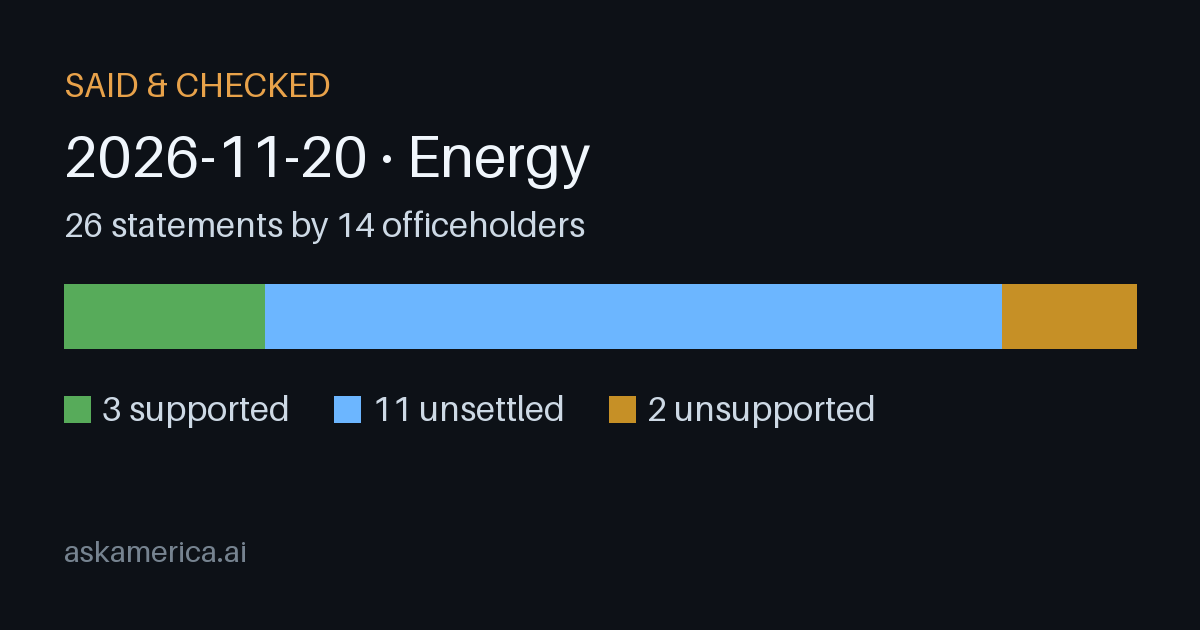 SAID & CHECKED
2026-11-20 · Energy
26 statements by 14 officeholders
3 supported
11 unsettled
2 unsupported
askamerica.ai